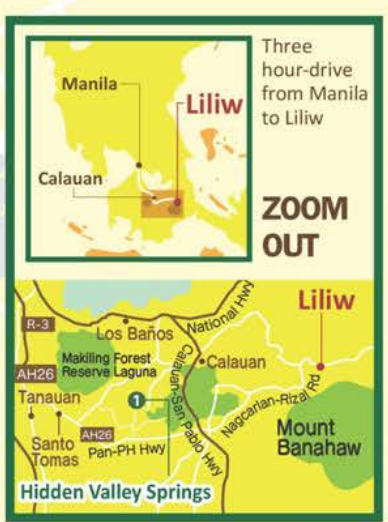 Three
hour-drive
from Manila
to Liliw
Manila
Liliw
Calauan
ZOOM
OUT
R-3
Los Baños
National Hwy
Liliw
Makiling Forest
Reserve Laguna
Calauan
AH26
Calauan-San Pablo Hwy
Nagcarlan-Rizal Rd
Tanauan
1
Mount
Banahaw
Santo
Tomas
AH26
Pan-PH Hwy
Hidden Valley Springs